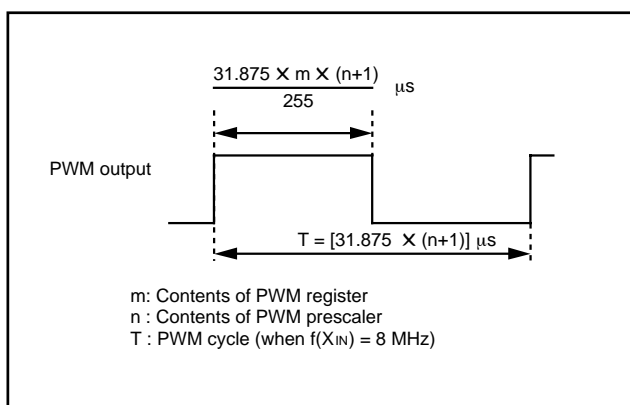 31.875 × m × (n+1)
255
μs
PWM output
T = [31.875 × (n+1)] μs
m: Contents of PWM register
n : Contents of PWM prescaler
T : PWM cycle (when f(XIN) = 8 MHz)